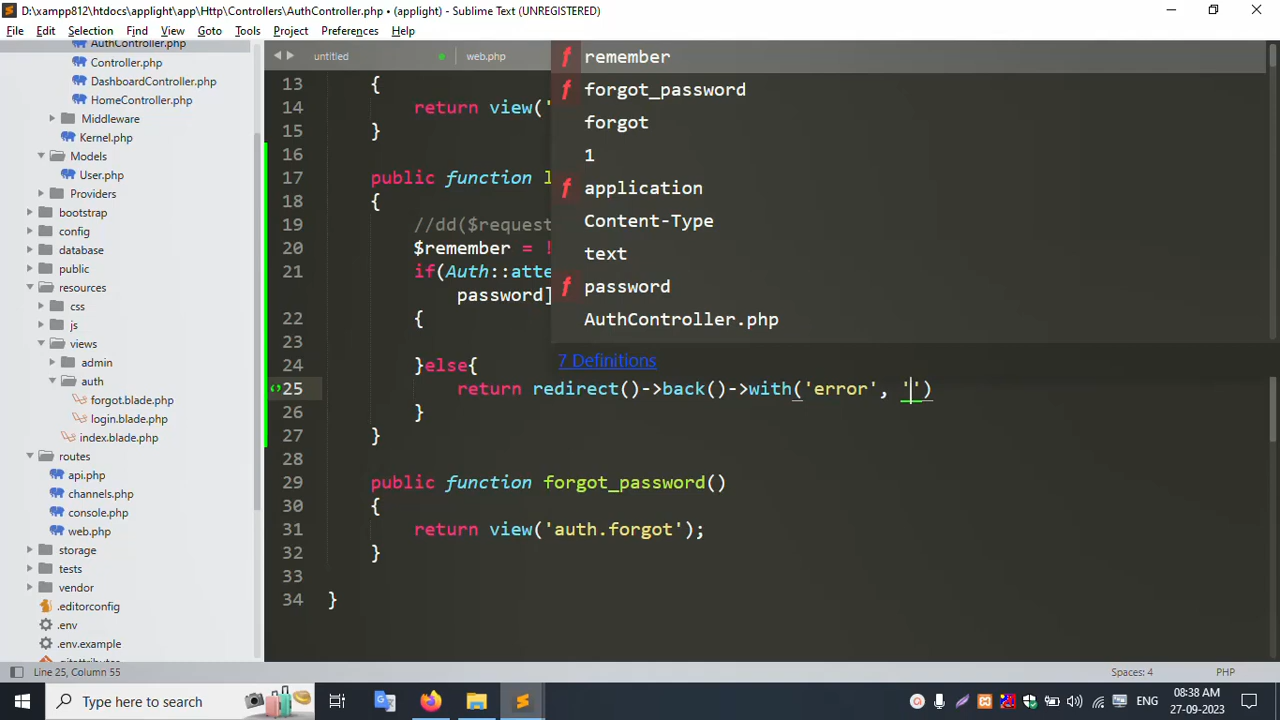 D:\xampp812\htdocs\applight\app\Http\Controllers\AuthController.php • (applight) - Sublime Text (UNREGISTERED)
File Edit Selection Find View Goto Tools Project Preferences Help
AuthController.php
Controller.php
DashboardController.php
HomeController.php
Middleware
Kernel.php
Models
User.php
Providers
bootstrap
config
database
public
resources
css
js
views
admin
auth
forgot.blade.php
login.blade.php
index.blade.php
routes
api.php
channels.php
console.php
web.php
storage
tests
vendor
.editorconfig
.env
.env.example
.gitattributes
untitled web.php
13 {
14 return view('
15 }
16
17 public function l
18 {
19 //dd($request
20 $remember = !
21 if(Auth::atte
password]
22 {
23
24 }else{
25 return redirect()->back()->with('error', '')
26 }
27 }
28
29 public function forgot_password()
30 {
31 return view('auth.forgot');
32 }
33
34 }
f remember
f forgot_password
forgot
1
f application
Content-Type
text
f password
AuthController.php
7 Definitions
Line 25, Column 55 Spaces: 4 PHP
Type here to search
ENG
08:38 AM
27-09-2023